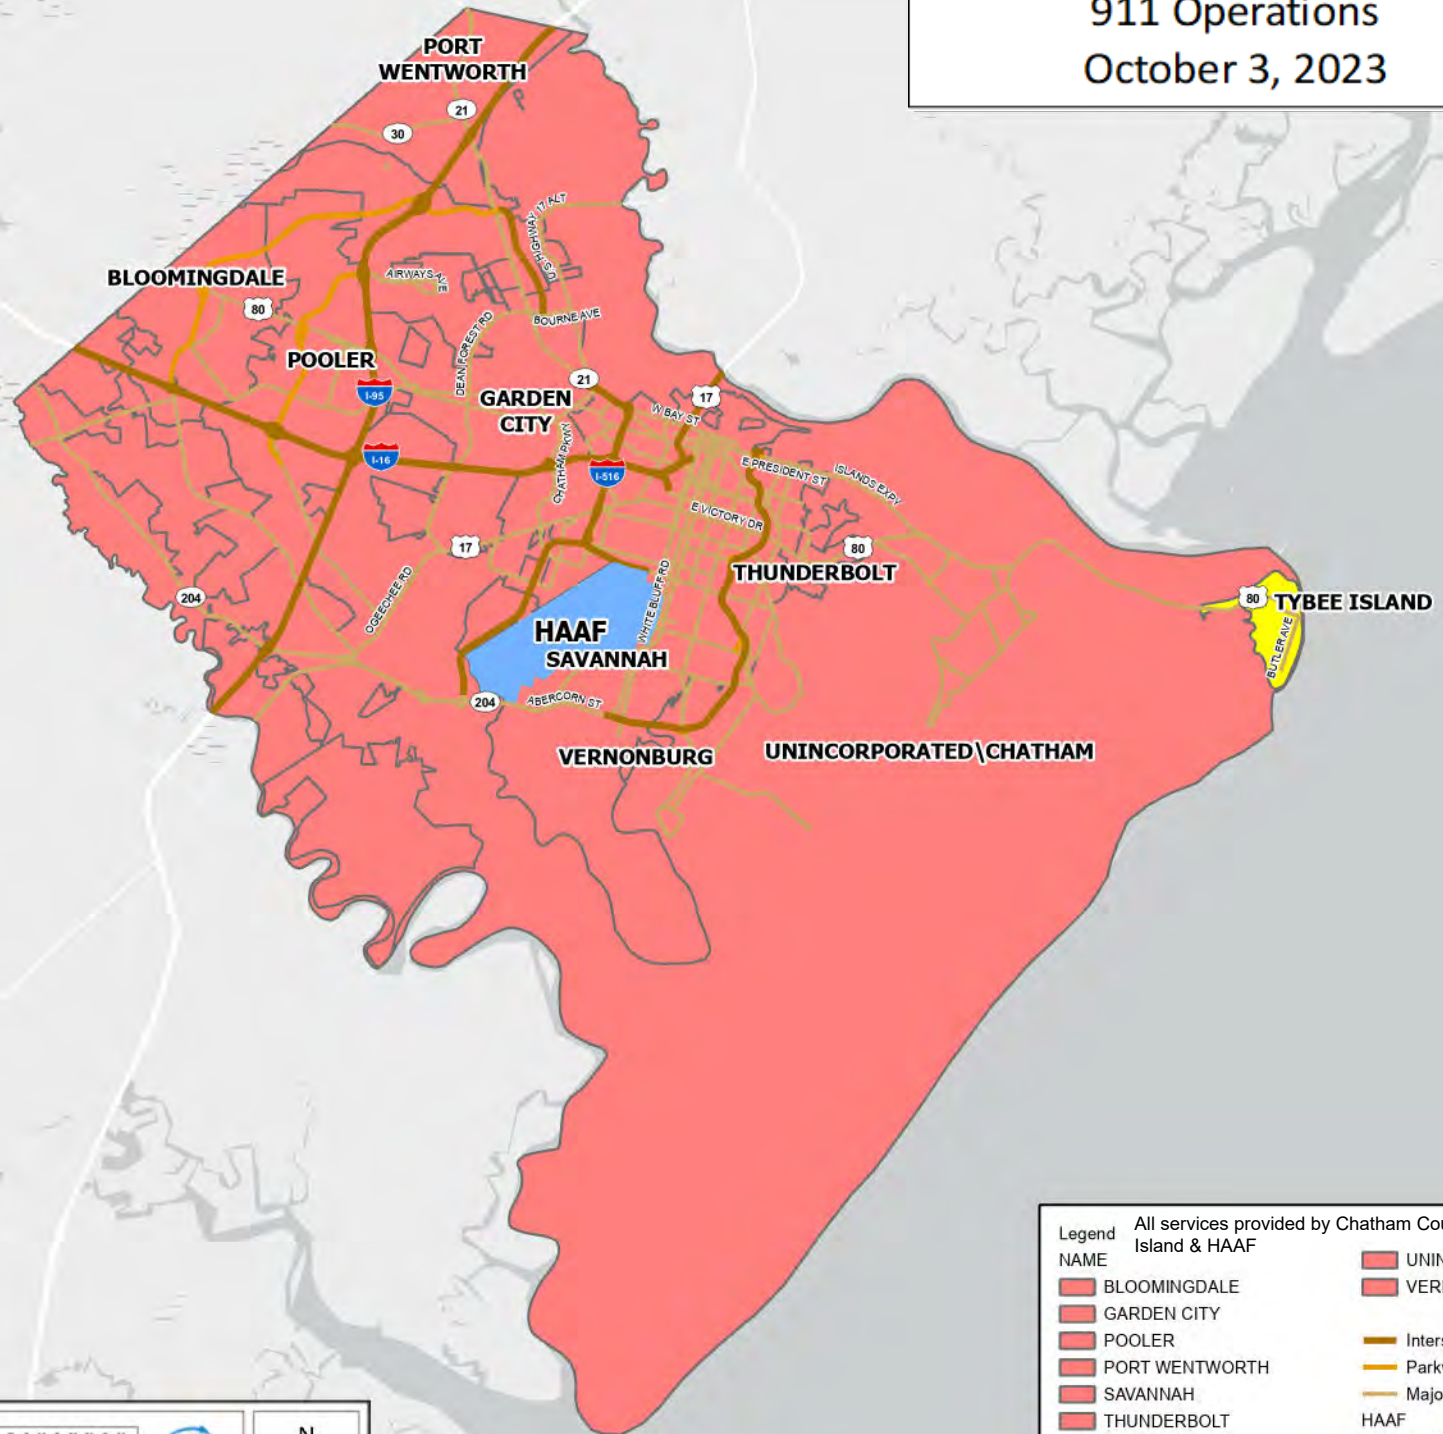 911 Operations
October 3, 2023
PORT
WENTWORTH
21
30
U.S. HIGHWAY 17 ALT
BLOOMINGDALE
AIRWAYS AVE
80
BOURNE AVE
DEAN FOREST RD
POOLER
I-95
21
17
GARDEN
CITY
W BAY ST
CHATHAM PKWY
I-16
I-516
E PRESIDENT ST
ISLANDS EXPY
E VICTORY DR
17
80
THUNDERBOLT
OGEECHEE RD
WHITE BLUFF RD
204
80
TYBEE ISLAND
BUTLER AVE
HAAF
SAVANNAH
204
ABERCORN ST
VERNONBURG
UNINCORPORATED\CHATHAM
Legend
All services provided by Chatham Cou
Island & HAAF
NAME
BLOOMINGDALE
GARDEN CITY
POOLER
PORT WENTWORTH
SAVANNAH
THUNDERBOLT
UNIN
VER
Inters
Park
Majo
HAAF
N